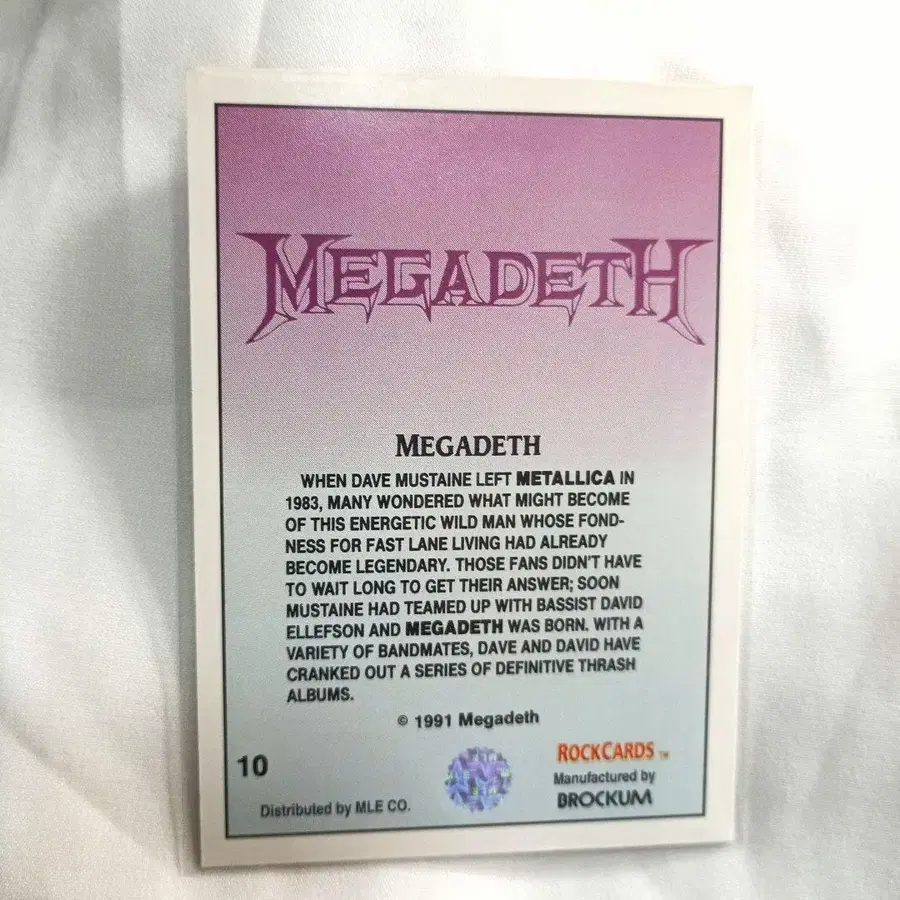 MEGADETH
MEGADETH
WHEN DAVE MUSTAINE LEFT METALLICA IN
1983, MANY WONDERED WHAT MIGHT BECOME
OF THIS ENERGETIC WILD MAN WHOSE FOND-
NESS FOR FAST LANE LIVING HAD ALREADY
BECOME LEGENDARY. THOSE FANS DIDN'T HAVE
TO WAIT LONG TO GET THEIR ANSWER; SOON
MUSTAINE HAD TEAMED UP WITH BASSIST DAVID
ELLEFSON AND MEGADETH WAS BORN. WITH A
VARIETY OF BANDMATES, DAVE AND DAVID HAVE
CRANKED OUT A SERIES OF DEFINITIVE THRASH
ALBUMS.
© 1991 Megadeth
10
Distributed by MLE CO.
ROCKCARDS™
Manufactured by
BROCKUM